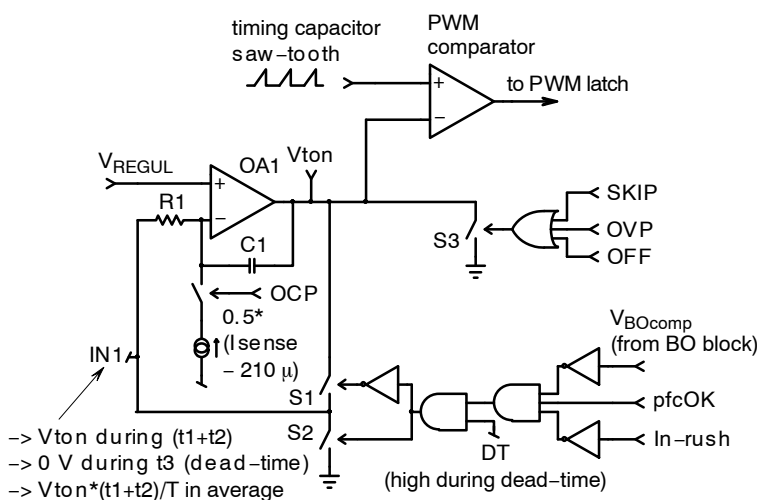 timing capacitor
saw–tooth
PWM
comparator
to PWM latch
+
–
VREGUL
OA1
Vton
+
–
R1
C1
S3
SKIP
OVP
OFF
OCP
0.5*
(Isense
– 210 µ)
IN1
VBOcomp
(from BO block)
pfcOK
In–rush
S1
S2
DT
(high during dead–time)
–> Vton during (t1+t2)
–> 0 V during t3 (dead–time)
–> Vton*(t1+t2)/T in average